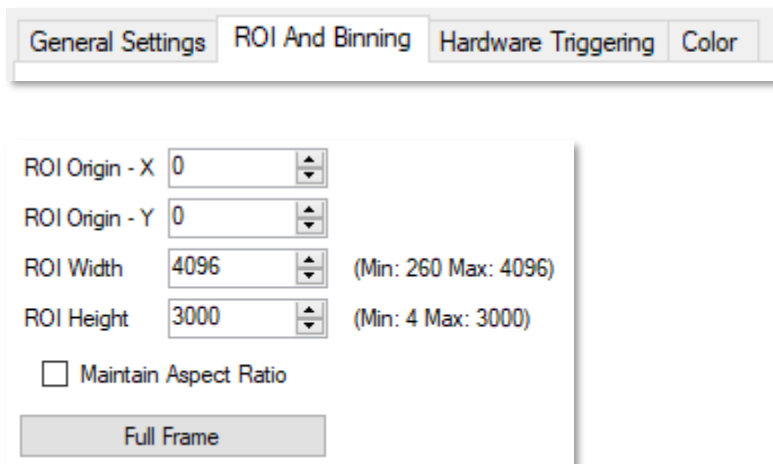 General Settings ROI And Binning Hardware Triggering Color
ROI Origin - X 0
ROI Origin - Y 0
ROI Width 4096 (Min: 260 Max: 4096)
ROI Height 3000 (Min: 4 Max: 3000)
Maintain Aspect Ratio
Full Frame